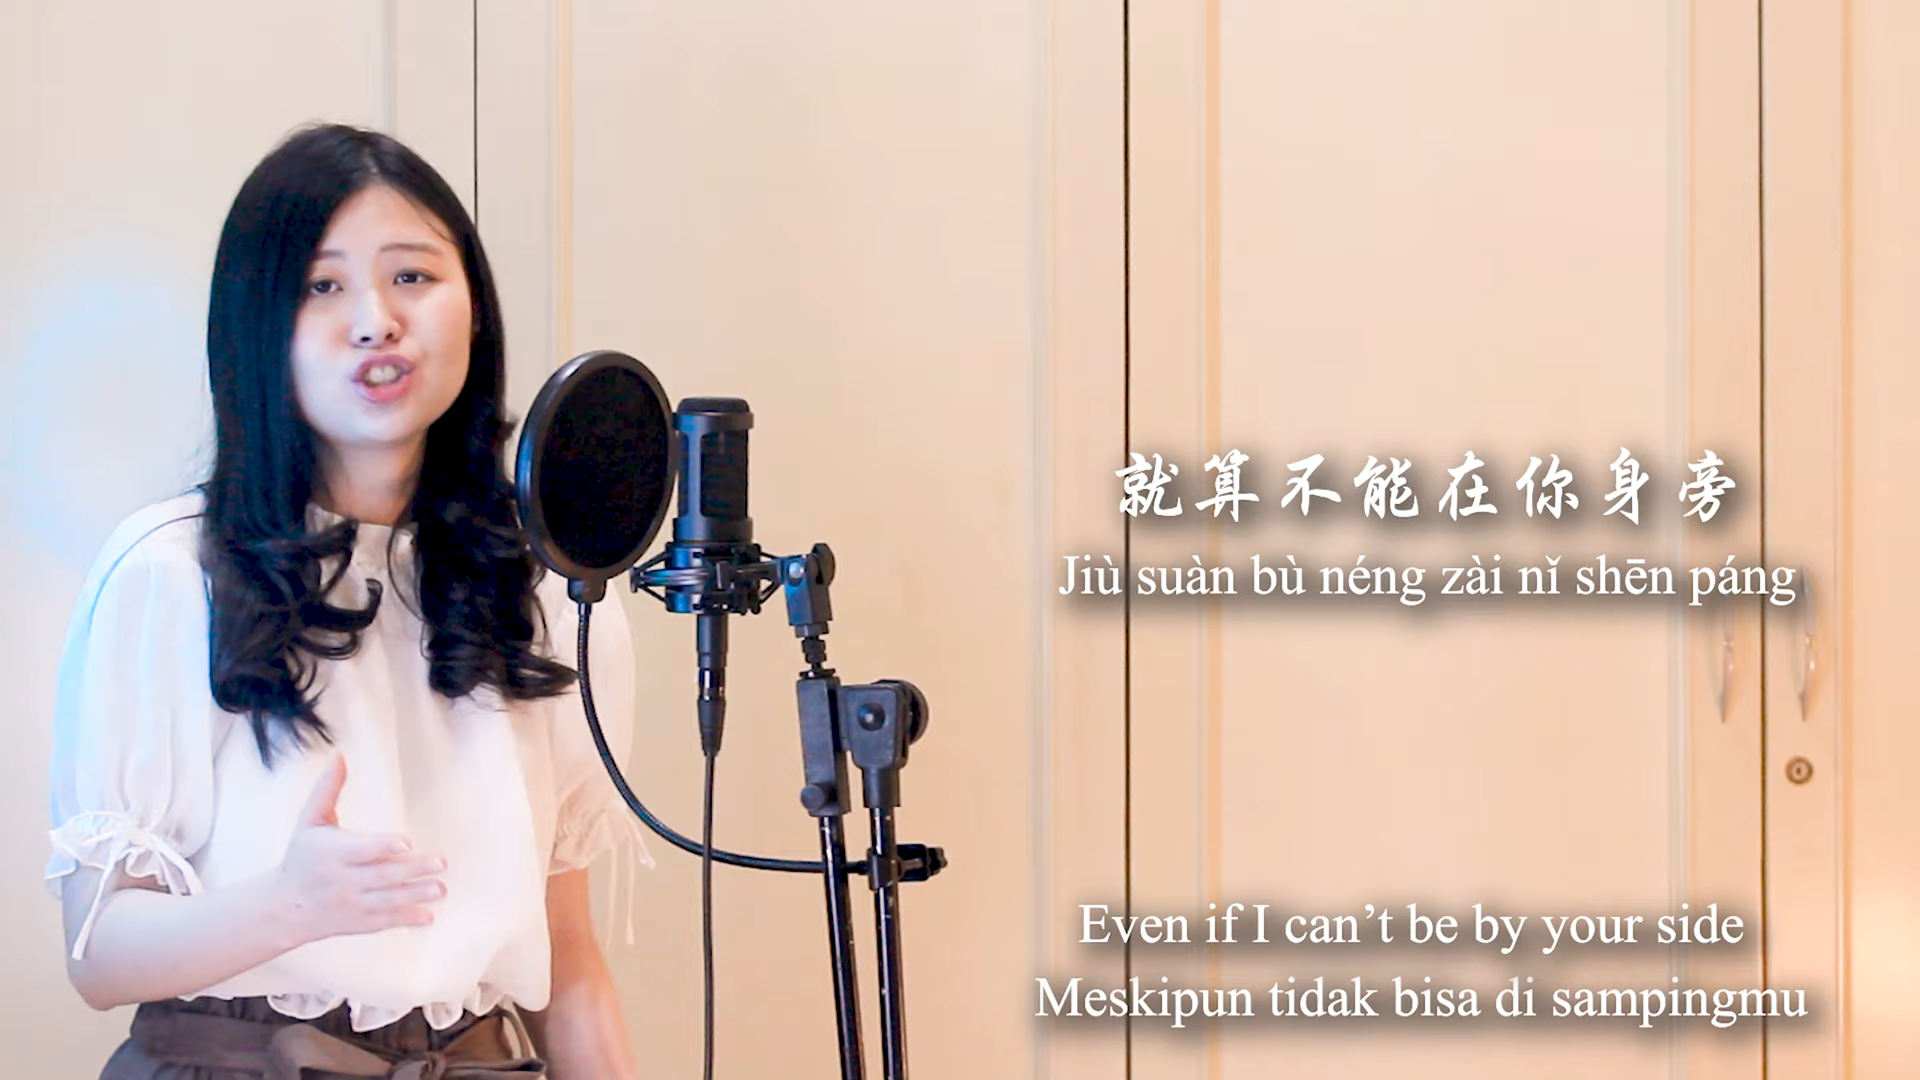 就算不能在你身旁
Jiù suàn bù néng zài nǐ shēn páng
Even if I can’t be by your side
Meskipun tidak bisa di sampingmu